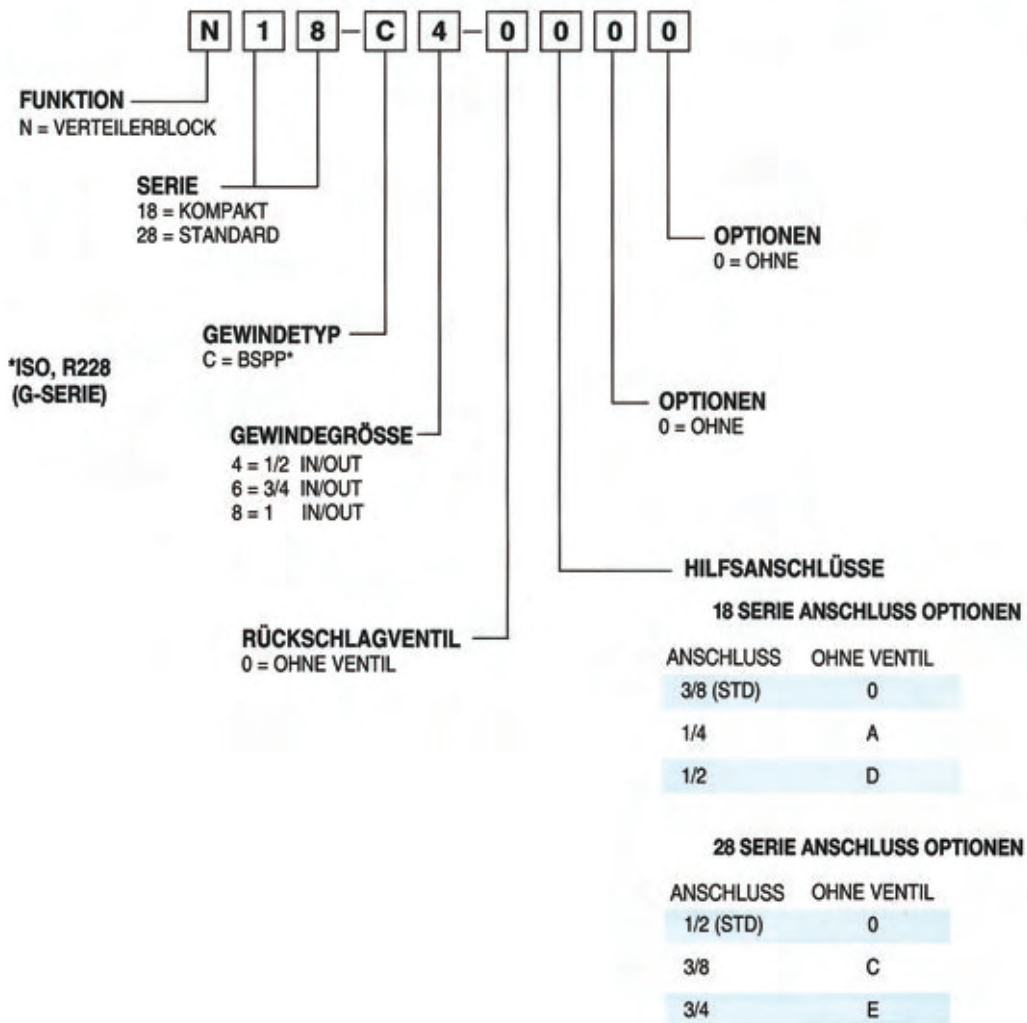 N 1 8 - C 4 - 0 0 0 0
FUNKTION
N = VERTEILERBLOCK
SERIE
18 = KOMPAKT
28 = STANDARD
OPTIONEN
0 = OHNE
GEWINDETYP
C = BSPP*
*ISO, R228
(G-SERIE)
OPTIONEN
0 = OHNE
GEWINDEGRÖSSE
4 = 1/2 IN/OUT
6 = 3/4 IN/OUT
8 = 1 IN/OUT
HILFSANSCHLÜSSE
18 SERIE ANSCHLUSS OPTIONEN
RÜCKSCHLAGVENTIL
0 = OHNE VENTIL
ANSCHLUSS OHNE VENTIL
3/8 (STD) 0
1/4 A
1/2 D
28 SERIE ANSCHLUSS OPTIONEN
ANSCHLUSS OHNE VENTIL
1/2 (STD) 0
3/8 C
3/4 E